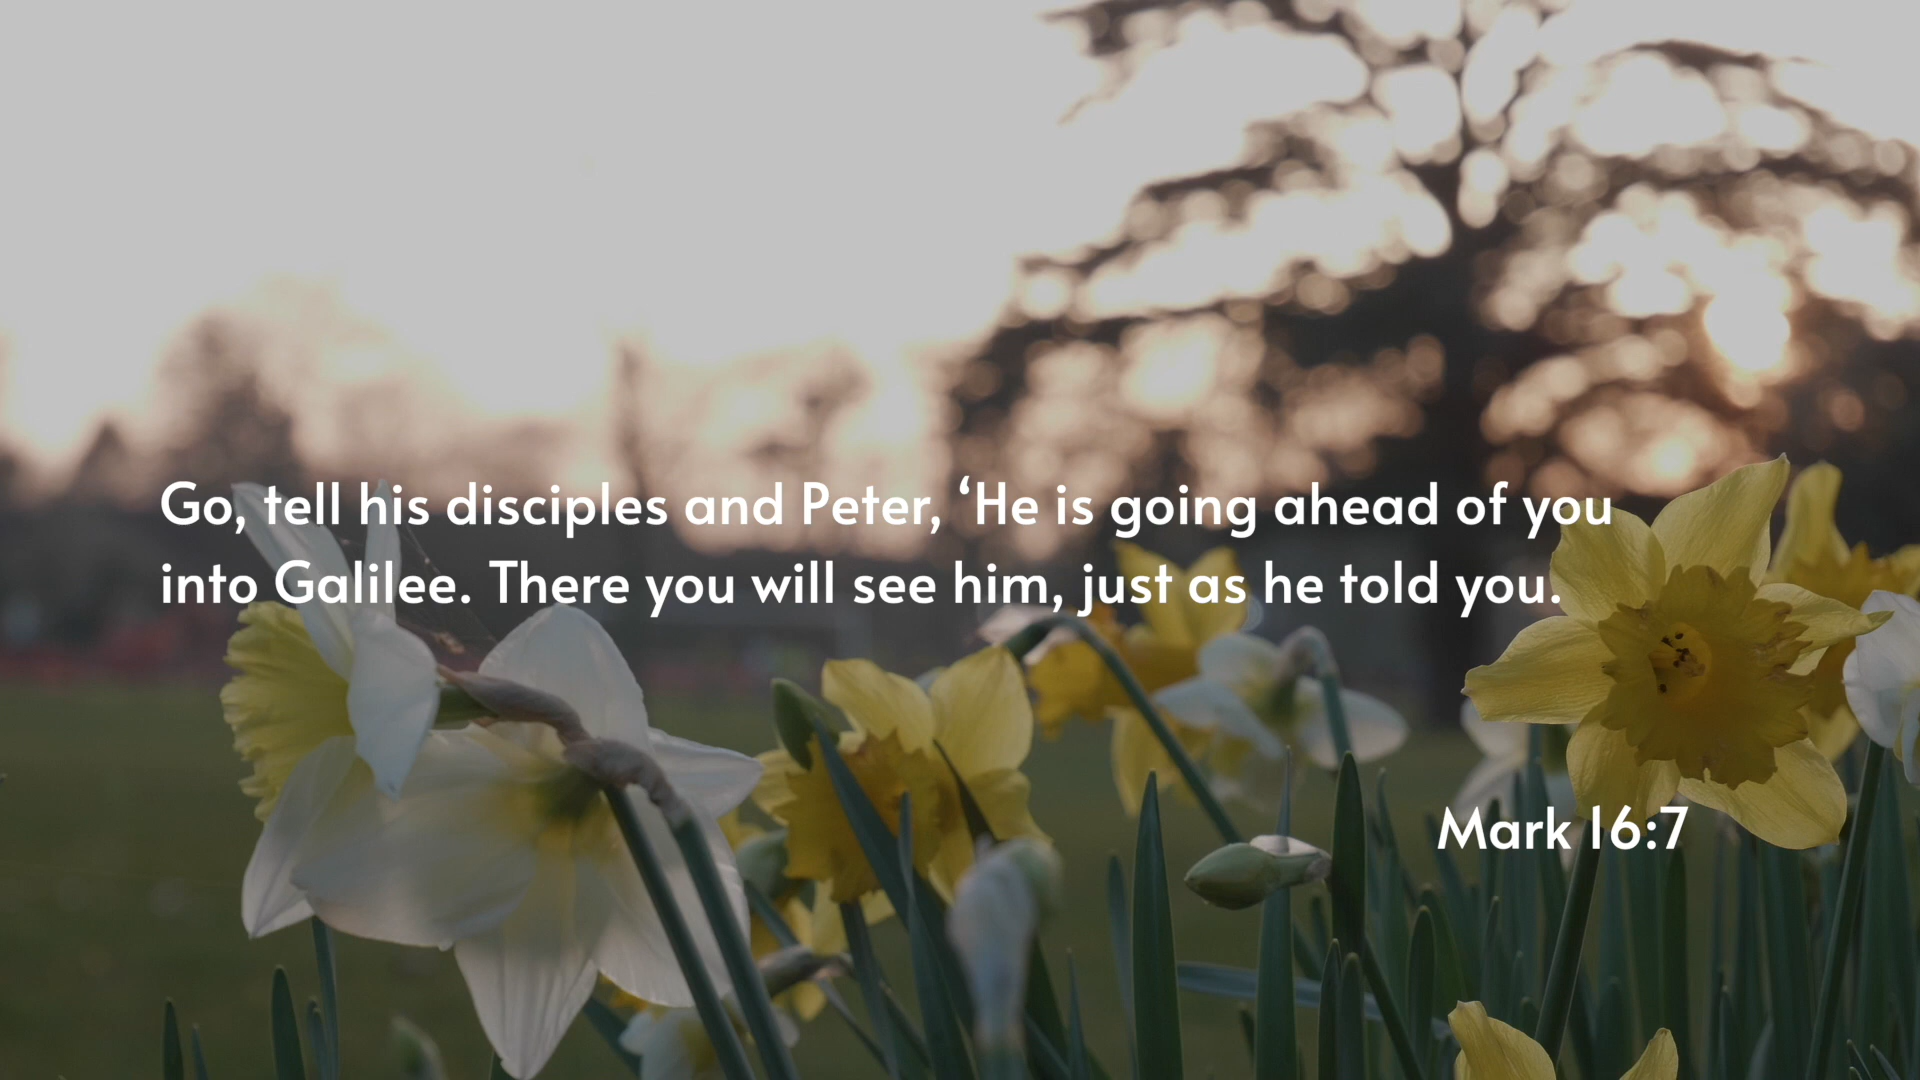 Go, tell his disciples and Peter, ‘He is going ahead of you
into Galilee. There you will see him, just as he told you.
Mark 16:7